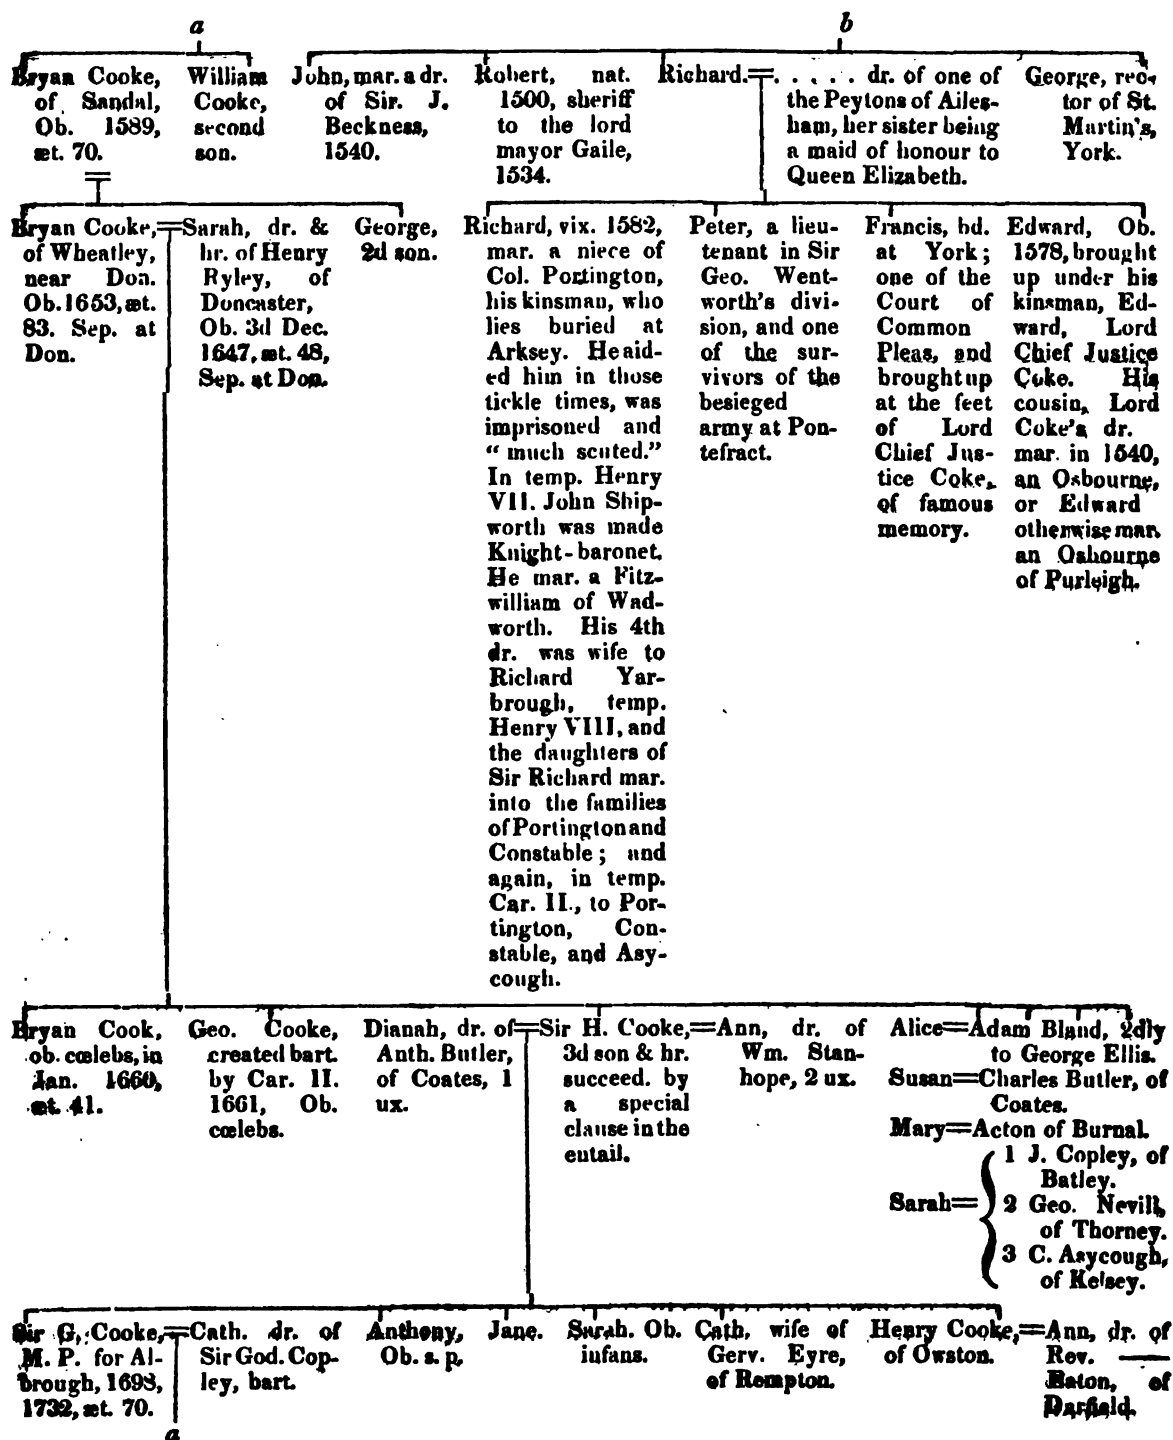 a
b
Bryan Cooke,
of Sandal,
Ob. 1589,
æt. 70.
William
Cooke,
second
son.
John, mar. a dr.
of Sir. J.
Beckness,
1540.
Robert, nat.
1500, sheriff
to the lord
mayor Gaile,
1534.
Richard.=. . . . . dr. of one of
the Peytons of Ailes-
ham, her sister being
a maid of honour to
Queen Elizabeth.
George, rec-
tor of St.
Martin's,
York.
Bryan Cooke,=
of Wheatley,
near Don.
Ob. 1653, æt.
83. Sep. at
Don.
Sarah, dr. &
hr. of Henry
Ryley, of
Doncaster,
Ob. 3d Dec.
1647, æt. 48,
Sep. at Don.
George,
2d son.
Richard, vix. 1582,
mar. a niece of
Col. Portington,
his kinsman, who
lies buried at
Arksey. He aid-
ed him in those
tickle times, was
imprisoned and
" much scuted."
In temp. Henry
VII. John Ship-
worth was made
Knight-baronet.
He mar. a Fitz-
william of Wad-
worth. His 4th
dr. was wife to
Richard Yar-
brough, temp.
Henry VIII, and
the daughters of
Sir Richard mar.
into the families
of Portington and
Constable; and
again, in temp.
Car. II., to Por-
tington, Con-
stable, and Asy-
cough.
Peter, a lieu-
tenant in Sir
Geo. Went-
worth's divi-
sion, and one
of the sur-
vivors of the
besieged
army at Pon-
tefract.
Francis, bd.
at York;
one of the
Court of
Common
Pleas, and
brought up
at the feet
of Lord
Chief Jus-
tice Coke,
of famous
memory.
Edward, Ob.
1578, brought
up under his
kinsman, Ed-
ward, Lord
Chief Justice
Coke. His
cousin, Lord
Coke's dr.
mar. in 1540,
an Osbourne,
or Edward
otherwise mar.
an Osbourne
of Purleigh.
Bryan Cook,
ob. cœlebs, in
Jan. 1660,
æt. 41.
Geo. Cooke,
created bart.
by Car. II.
1661, Ob.
cœlebs.
Dianah, dr. of=
Anth. Butler,
of Coates, 1
ux.
Sir H. Cooke,=
3d son & hr.
succeed. by
a special
clause in the
entail.
Ann, dr. of
Wm. Stan-
hope, 2 ux.
Alice=Adam Bland, 2dly
to George Ellis.
Susan=Charles Butler, of
Coates.
Mary=Acton of Burnal.
Sarah=
1 J. Copley, of
Batley.
2 Geo. Nevill,
of Thorney.
3 C. Asycough,
of Kelsey.
Sir G. Cooke,=
M. P. for Al-
brough, 1698,
1732, æt. 70.
Cath. dr. of
Sir God. Cop-
ley, bart.
Anthony,
Ob. s. p.
Jane.
Sarah. Ob.
infans.
Cath. wife of
Gerv. Eyre,
of Rempton.
Henry Cooke,=
of Owston.
Ann, dr. of
Rev. ——
Eaton, of
Darfield.
a